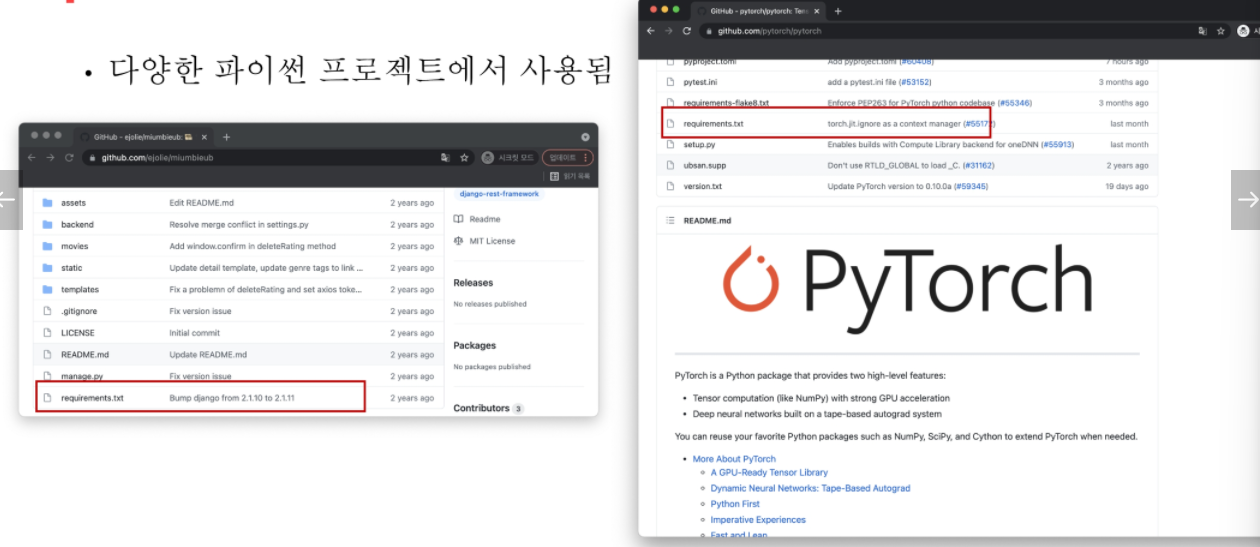 • 다양한 파이썬 프로젝트에서 사용됨
GitHub - ejolie/miumbieub:
github.com/ejolie/miumbieub
시크릿 모드
업데이트
읽기 목록
assets Edit README.md 2 years ago
backend Resolve merge conflict in settings.py 2 years ago
movies Add window.confirm in deleteRating method 2 years ago
static Update detail template, update genre tags to link ... 2 years ago
templates Fix a problemn of deleteRating and set axios toke... 2 years ago
.gitignore Fix version issue 2 years ago
LICENSE Initial commit 2 years ago
README.md Update README.md 2 years ago
manage.py Fix version issue 2 years ago
requirements.txt Bump django from 2.1.10 to 2.1.11 2 years ago
django-rest-framework
Readme
MIT License
Releases
No releases published
Packages
No packages published
Contributors 3
GitHub - pytorch/pytorch: Tens
github.com/pytorch/pytorch
pyproject.toml Add pyproject.toml (#60408) 7 hours ago
pytest.ini add a pytest.ini file (#53152) 3 months ago
requirements-flake8.txt Enforce PEP263 for PyTorch python codebase (#55346) 3 months ago
requirements.txt torch.jit.ignore as a context manager (#5517 last month
setup.py Enables builds with Compute Library backend for oneDNN (#55913) last month
ubsan.supp Don't use RTLD_GLOBAL to load _C. (#31162) 2 years ago
version.txt Update PyTorch version to 0.10.0a (#59345) 19 days ago
README.md
PyTorch
PyTorch is a Python package that provides two high-level features:
• Tensor computation (like NumPy) with strong GPU acceleration
• Deep neural networks built on a tape-based autograd system
You can reuse your favorite Python packages such as NumPy, SciPy, and Cython to extend PyTorch when needed.
• More About PyTorch
◦ A GPU-Ready Tensor Library
◦ Dynamic Neural Networks: Tape-Based Autograd
◦ Python First
◦ Imperative Experiences
◦ Fast and Lean